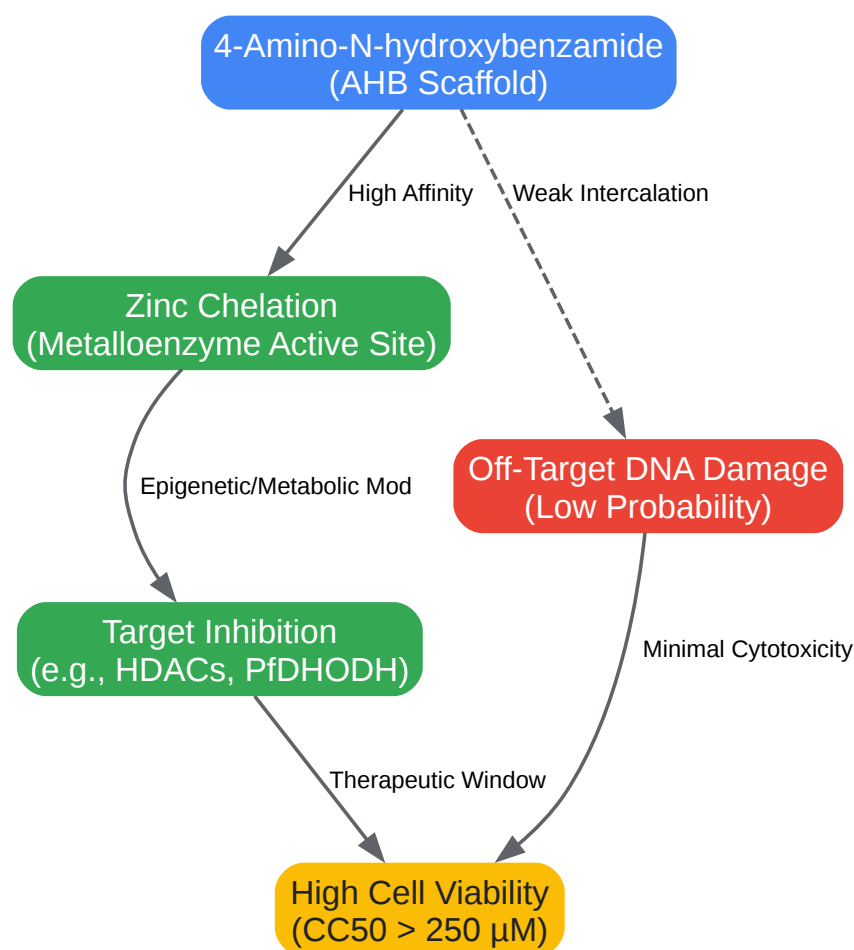 4-Amino-N-hydroxybenzamide
(AHB Scaffold)
High Affinity
Weak Intercalation
Zinc Chelation
(Metalloenzyme Active Site)
Off-Target DNA Damage
(Low Probability)
Epigenetic/Metabolic Mod
Target Inhibition
(e.g., HDACs, PfDHODH)
Minimal Cytotoxicity
Therapeutic Window
High Cell Viability
(CC50 > 250 µM)